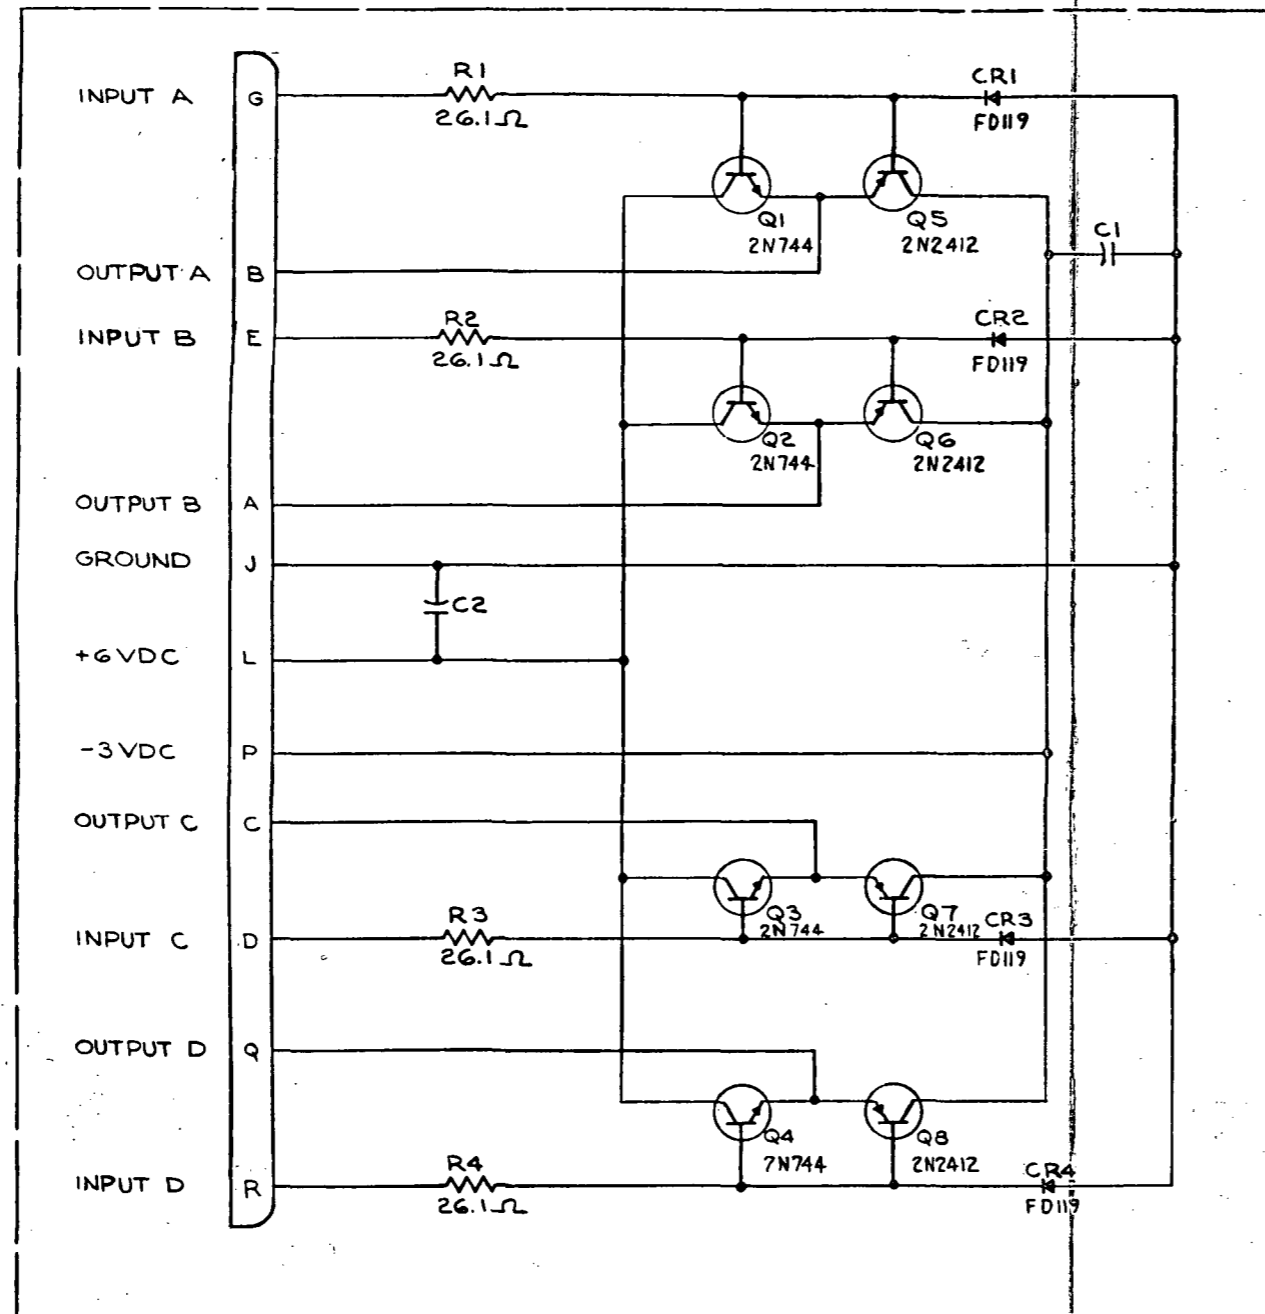 INPUT A G R1 26.1Ω CR1 FD119
Q1 2N744 Q5 2N2412 C1
OUTPUT A B
INPUT B E R2 26.1Ω CR2 FD119
Q2 2N744 Q6 2N2412
OUTPUT B A
GROUND J
C2
+6VDC L
-3VDC P
OUTPUT C C
Q3 2N744 Q7 2N2412
INPUT C D R3 26.1Ω CR3 FD119
OUTPUT D Q
Q4 7N744 Q8 2N2412
INPUT D R R4 26.1Ω CR4 FD119